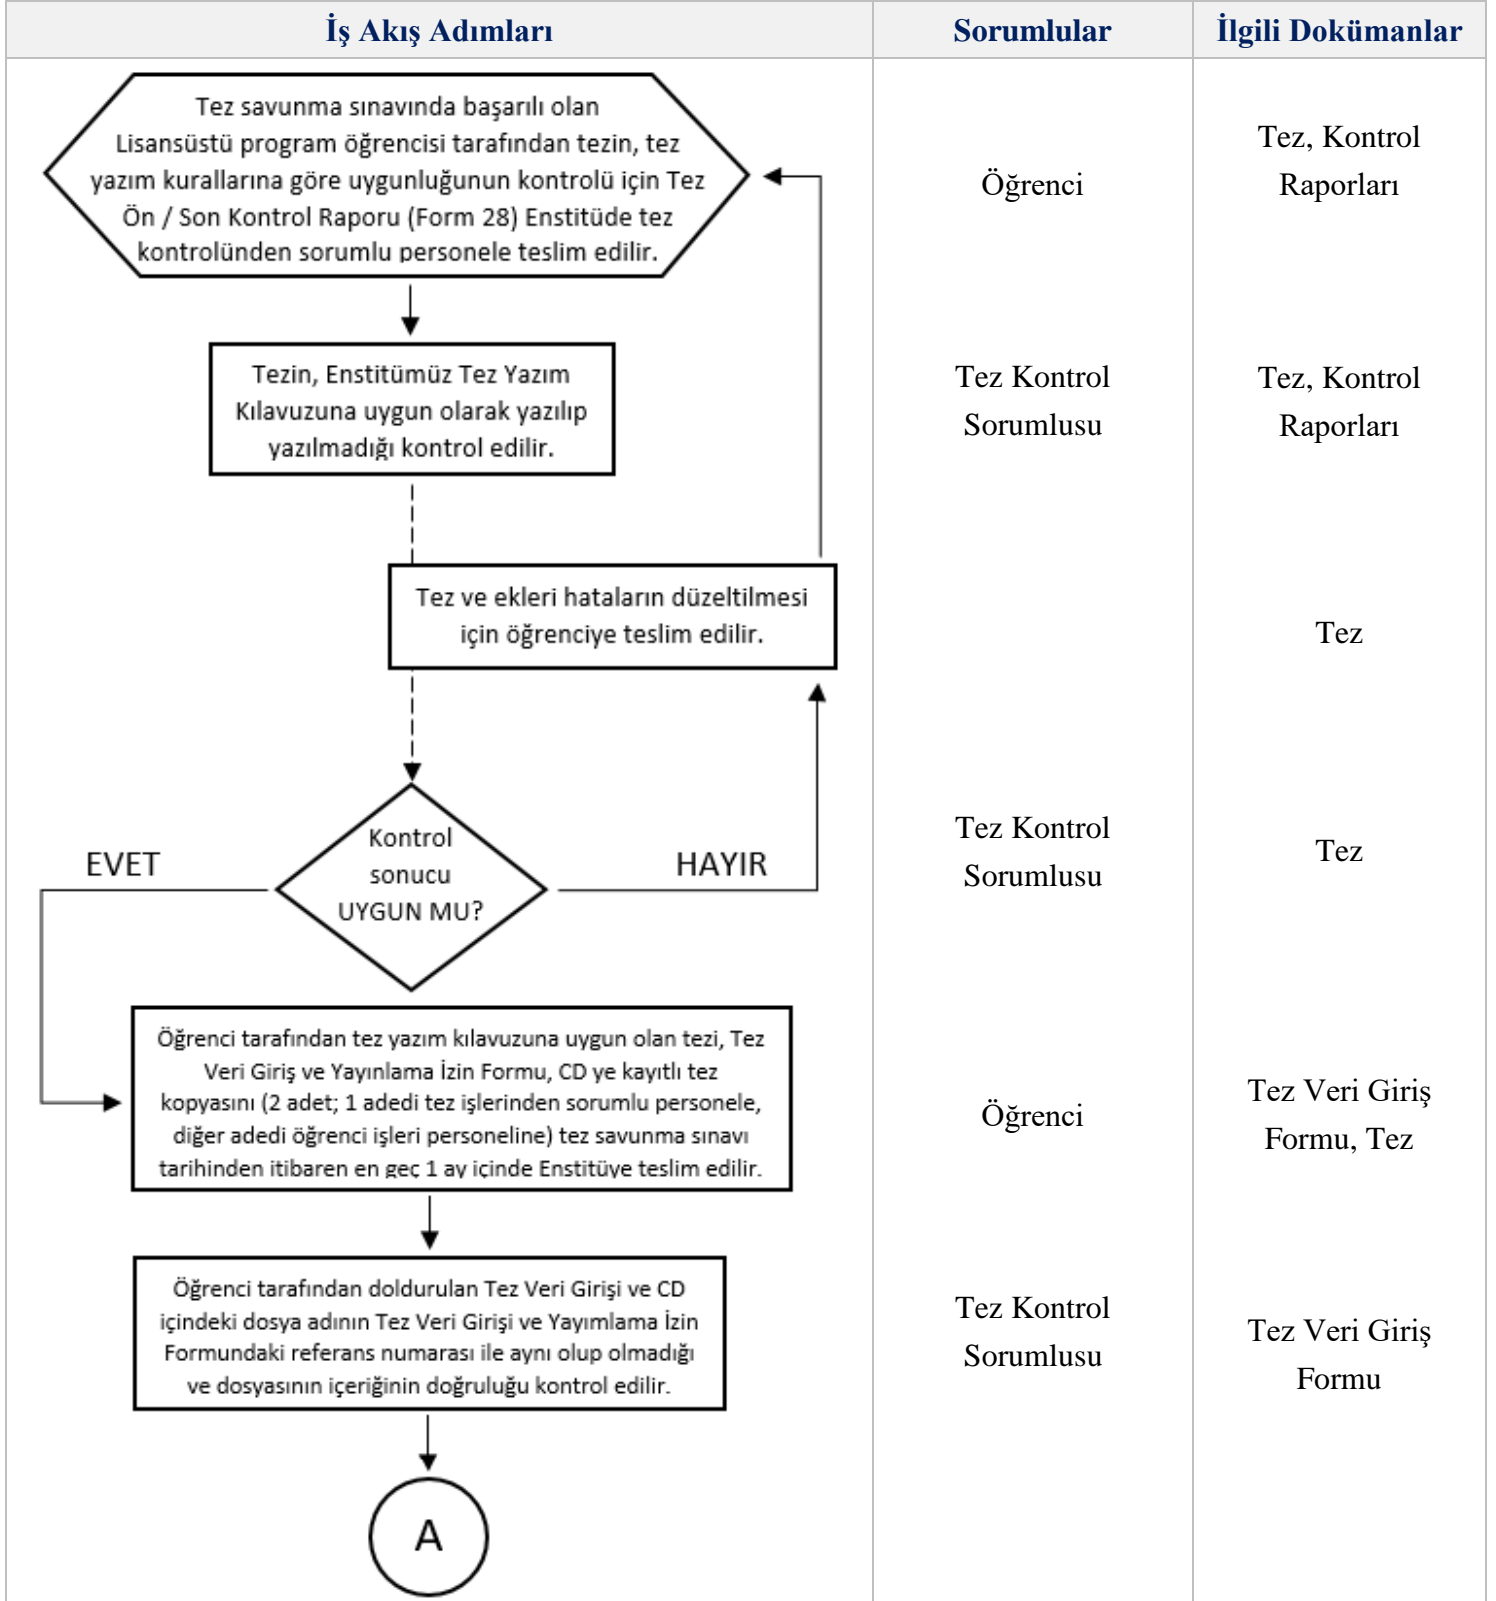 İş Akış Adımları
Sorumlular
İlgili Dokümanlar
Tez savunma sınavında başarılı olan
Lisansüstü program öğrencisi tarafından tezin, tez
yazım kurallarına göre uygunluğunun kontrolü için Tez
Ön / Son Kontrol Raporu (Form 28) Enstitüde tez
kontrolünden sorumlu personele teslim edilir.
Öğrenci
Tez, Kontrol
Raporları
Tezin, Enstitümüz Tez Yazım
Kılavuzuna uygun olarak yazılıp
yazılmadığı kontrol edilir.
Tez Kontrol
Sorumlusu
Tez, Kontrol
Raporları
Tez ve ekleri hataların düzeltilmesi
için öğrenciye teslim edilir.
Tez
Kontrol
sonucu
UYGUN MU?
EVET
HAYIR
Tez Kontrol
Sorumlusu
Tez
Öğrenci tarafından tez yazım kılavuzuna uygun olan tezi, Tez
Veri Giriş ve Yayınlama İzin Formu, CD ye kayıtlı tez
kopyasını (2 adet; 1 adedi tez işlerinden sorumlu personele,
diğer adedi öğrenci işleri personeline) tez savunma sınavı
tarihinden itibaren en geç 1 ay içinde Enstitüye teslim edilir.
Öğrenci
Tez Veri Giriş
Formu, Tez
Öğrenci tarafından doldurulan Tez Veri Girişi ve CD
içindeki dosya adının Tez Veri Girişi ve Yayımlama İzin
Formundaki referans numarası ile aynı olup olmadığı
ve dosyasının içeriğinin doğruluğu kontrol edilir.
Tez Kontrol
Sorumlusu
Tez Veri Giriş
Formu
A